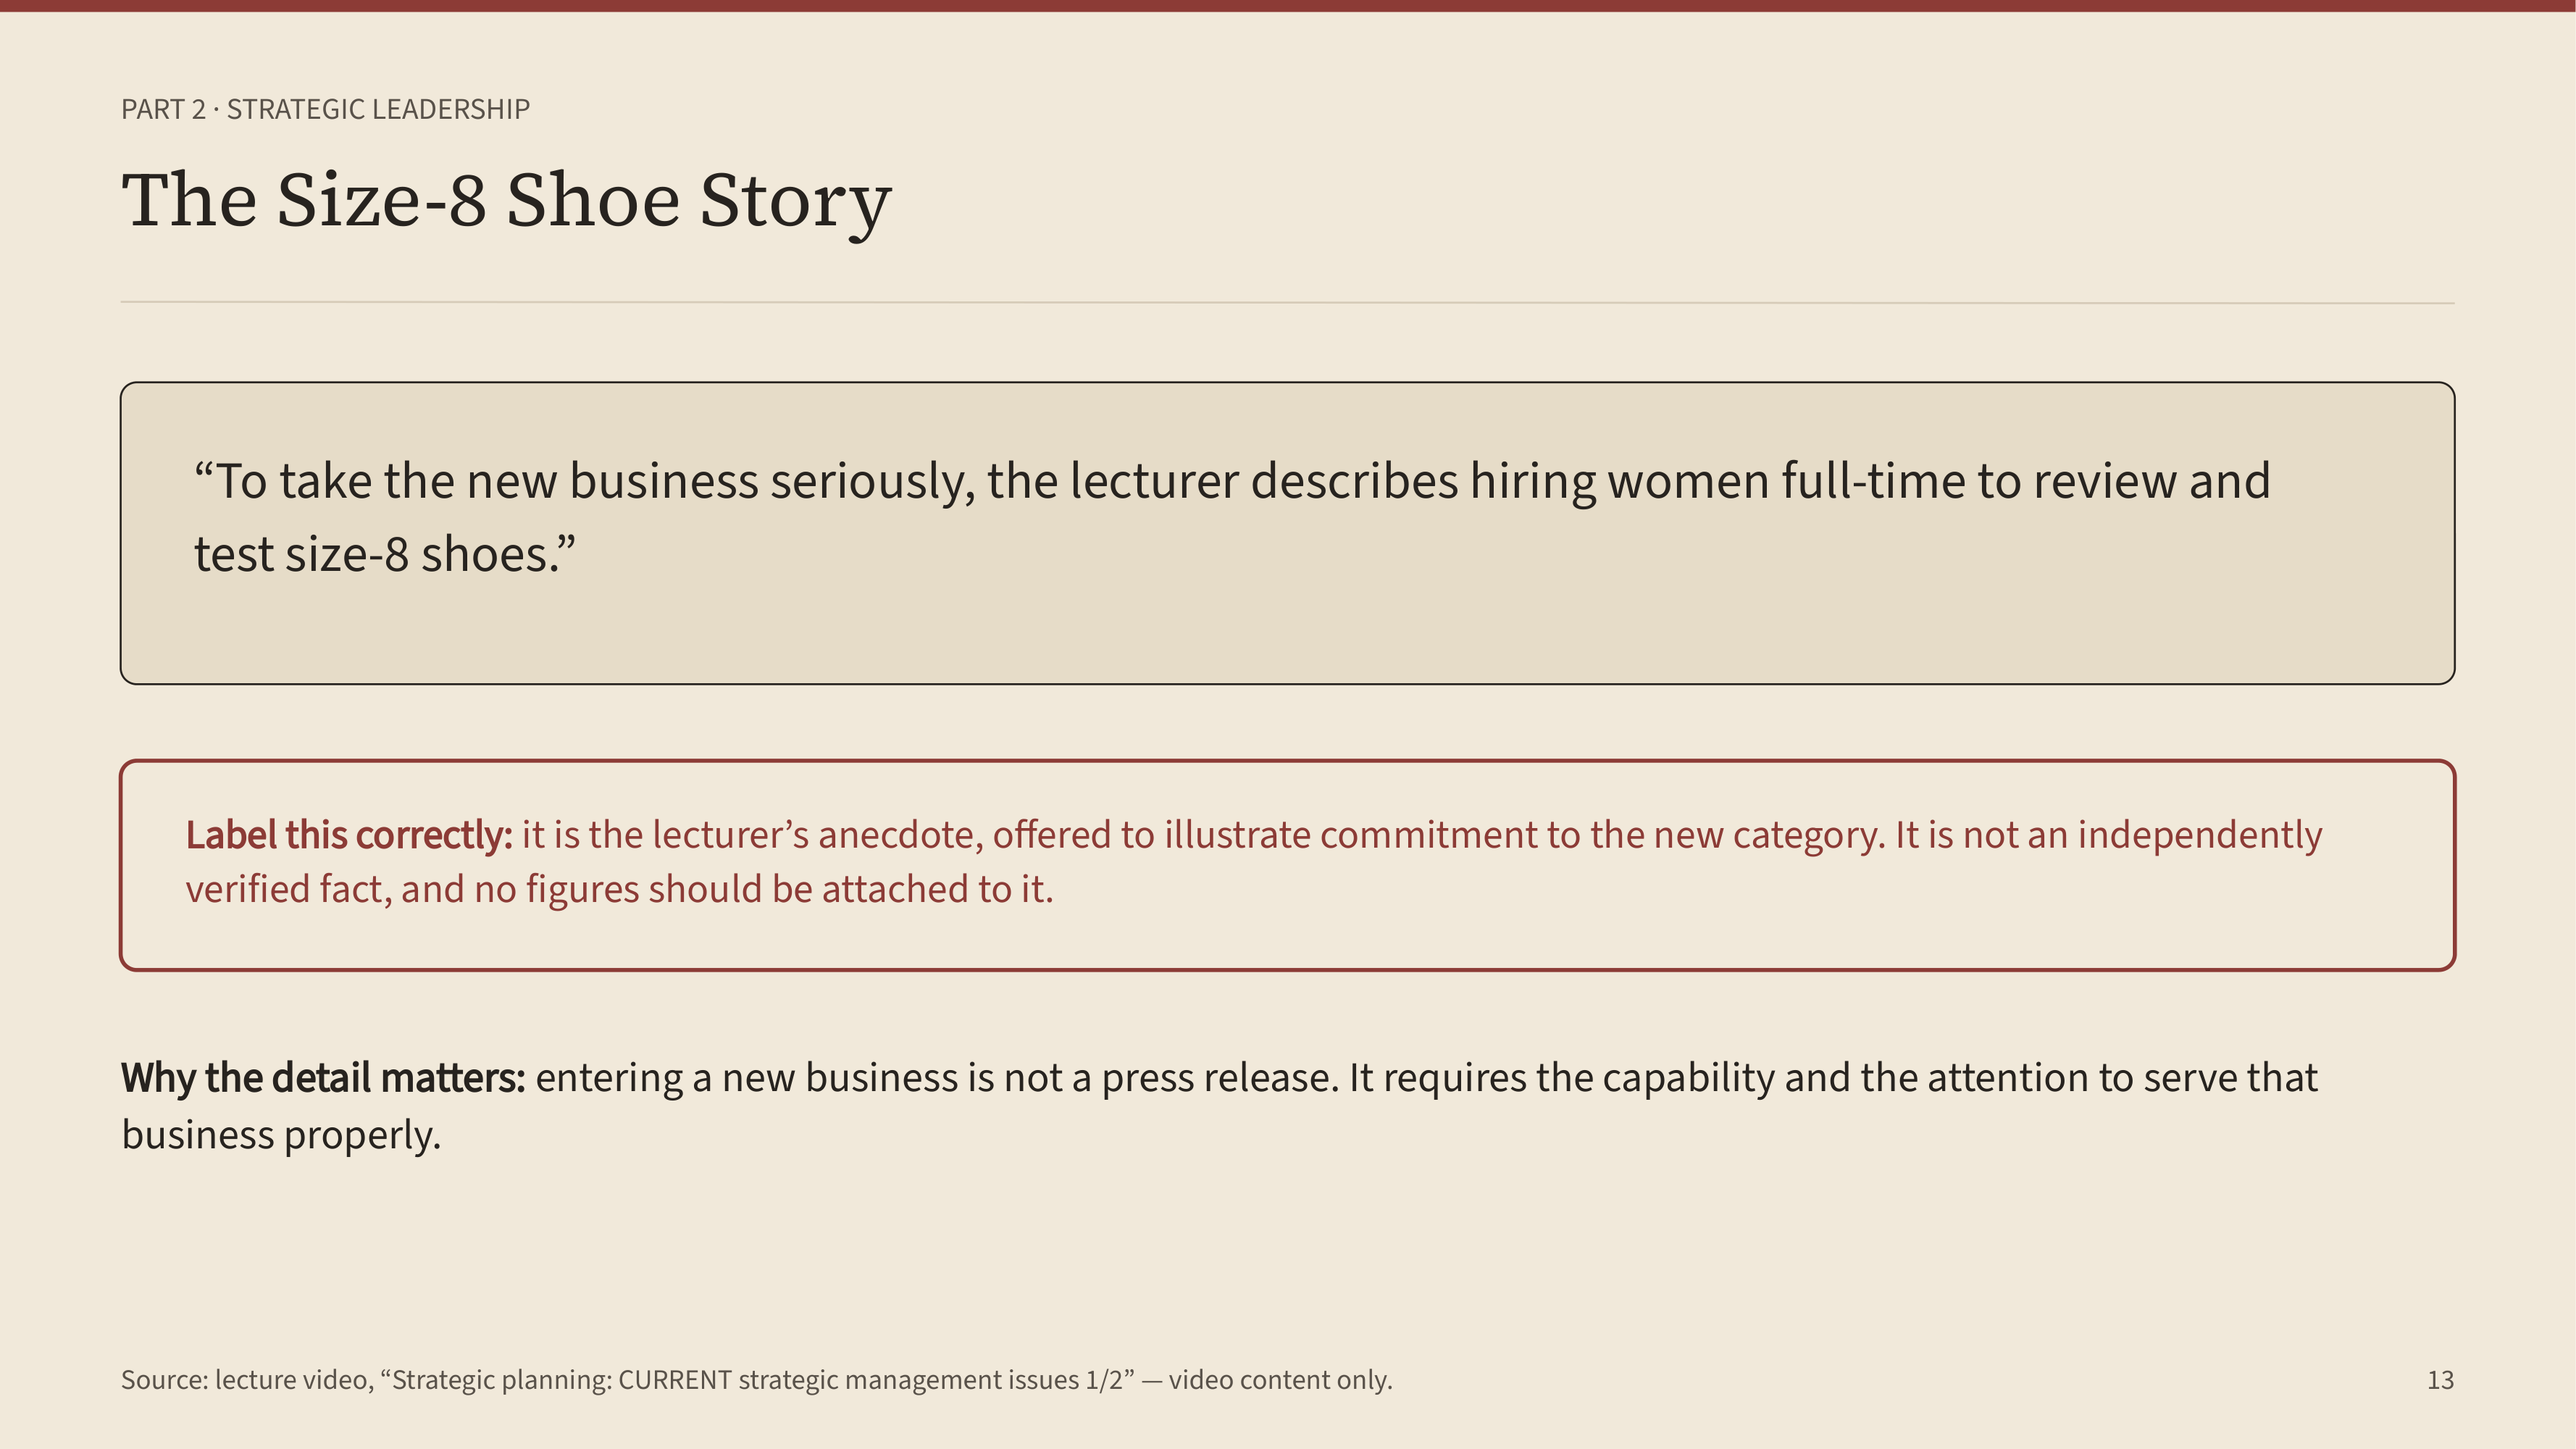 PART 2 · STRATEGIC LEADERSHIP
The Size-8 Shoe Story
“To take the new business seriously, the lecturer describes hiring women full-time to review and
test size-8 shoes.”
Label this correctly: it is the lecturer’s anecdote, offered to illustrate commitment to the new category. It is not an independently
verified fact, and no figures should be attached to it.
Why the detail matters: entering a new business is not a press release. It requires the capability and the attention to serve that
business properly.
Source: lecture video, “Strategic planning: CURRENT strategic management issues 1/2” — video content only.
13